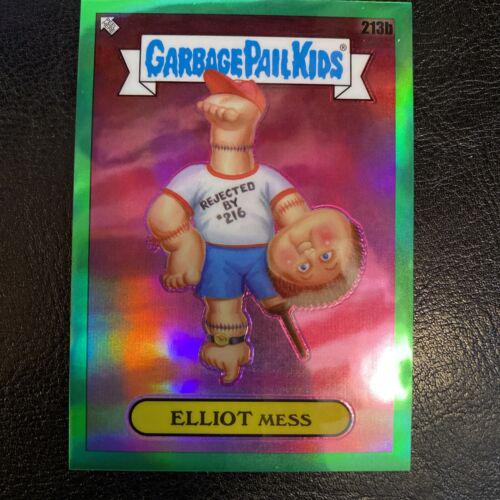 213b
GARBAGE PAIL KIDS®
REJECTED
BY
*216
ELLIOT MESS